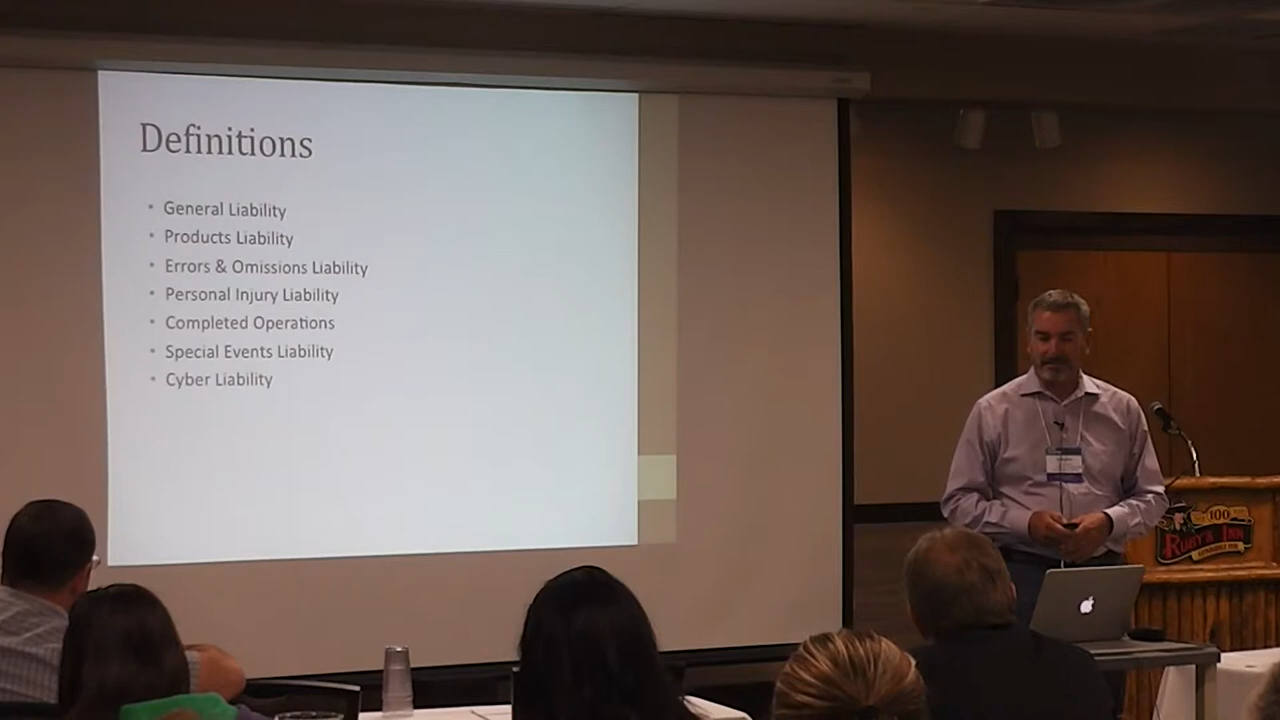 Definitions
• General Liability
• Products Liability
• Errors & Omissions Liability
• Personal Injury Liability
• Completed Operations
• Special Events Liability
• Cyber Liability
100
RUBY'S INN